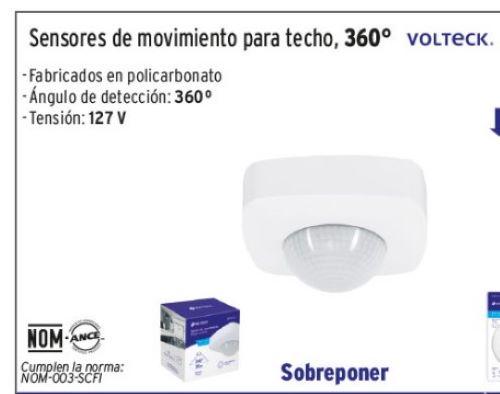 Sensores de movimiento para techo, 360° VOLTECK.
- Fabricados en policarbonato
- Ángulo de detección: 360°
- Tensión: 127 V
NOM-ANCE
Cumplen la norma:
NOM-003-SCFI
Sobreponer